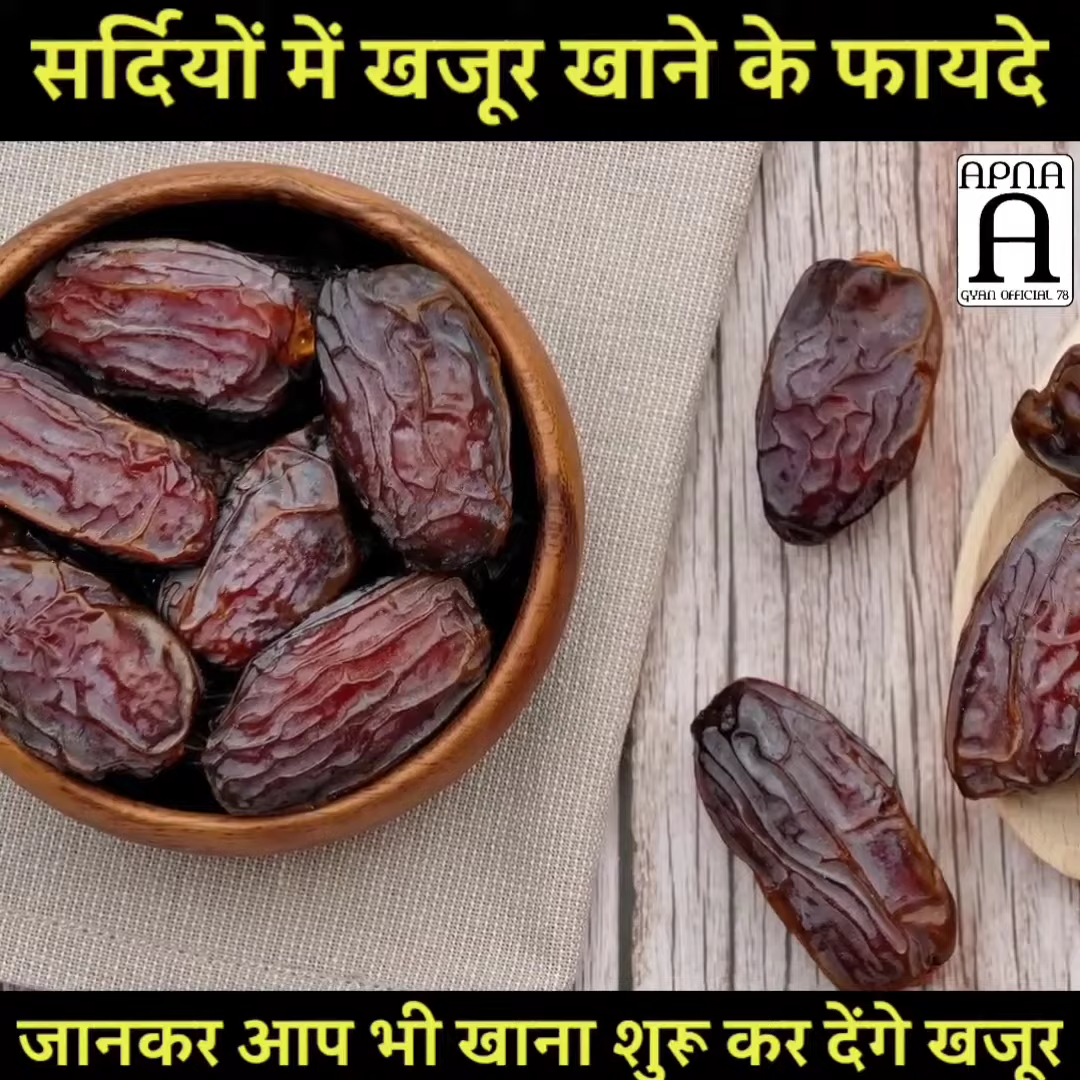 सर्दियों में खजूर खाने के फायदे
APNA
A
GYAN OFFICIAL 78
जानकर आप भी खाना शुरू कर देंगे खजूर